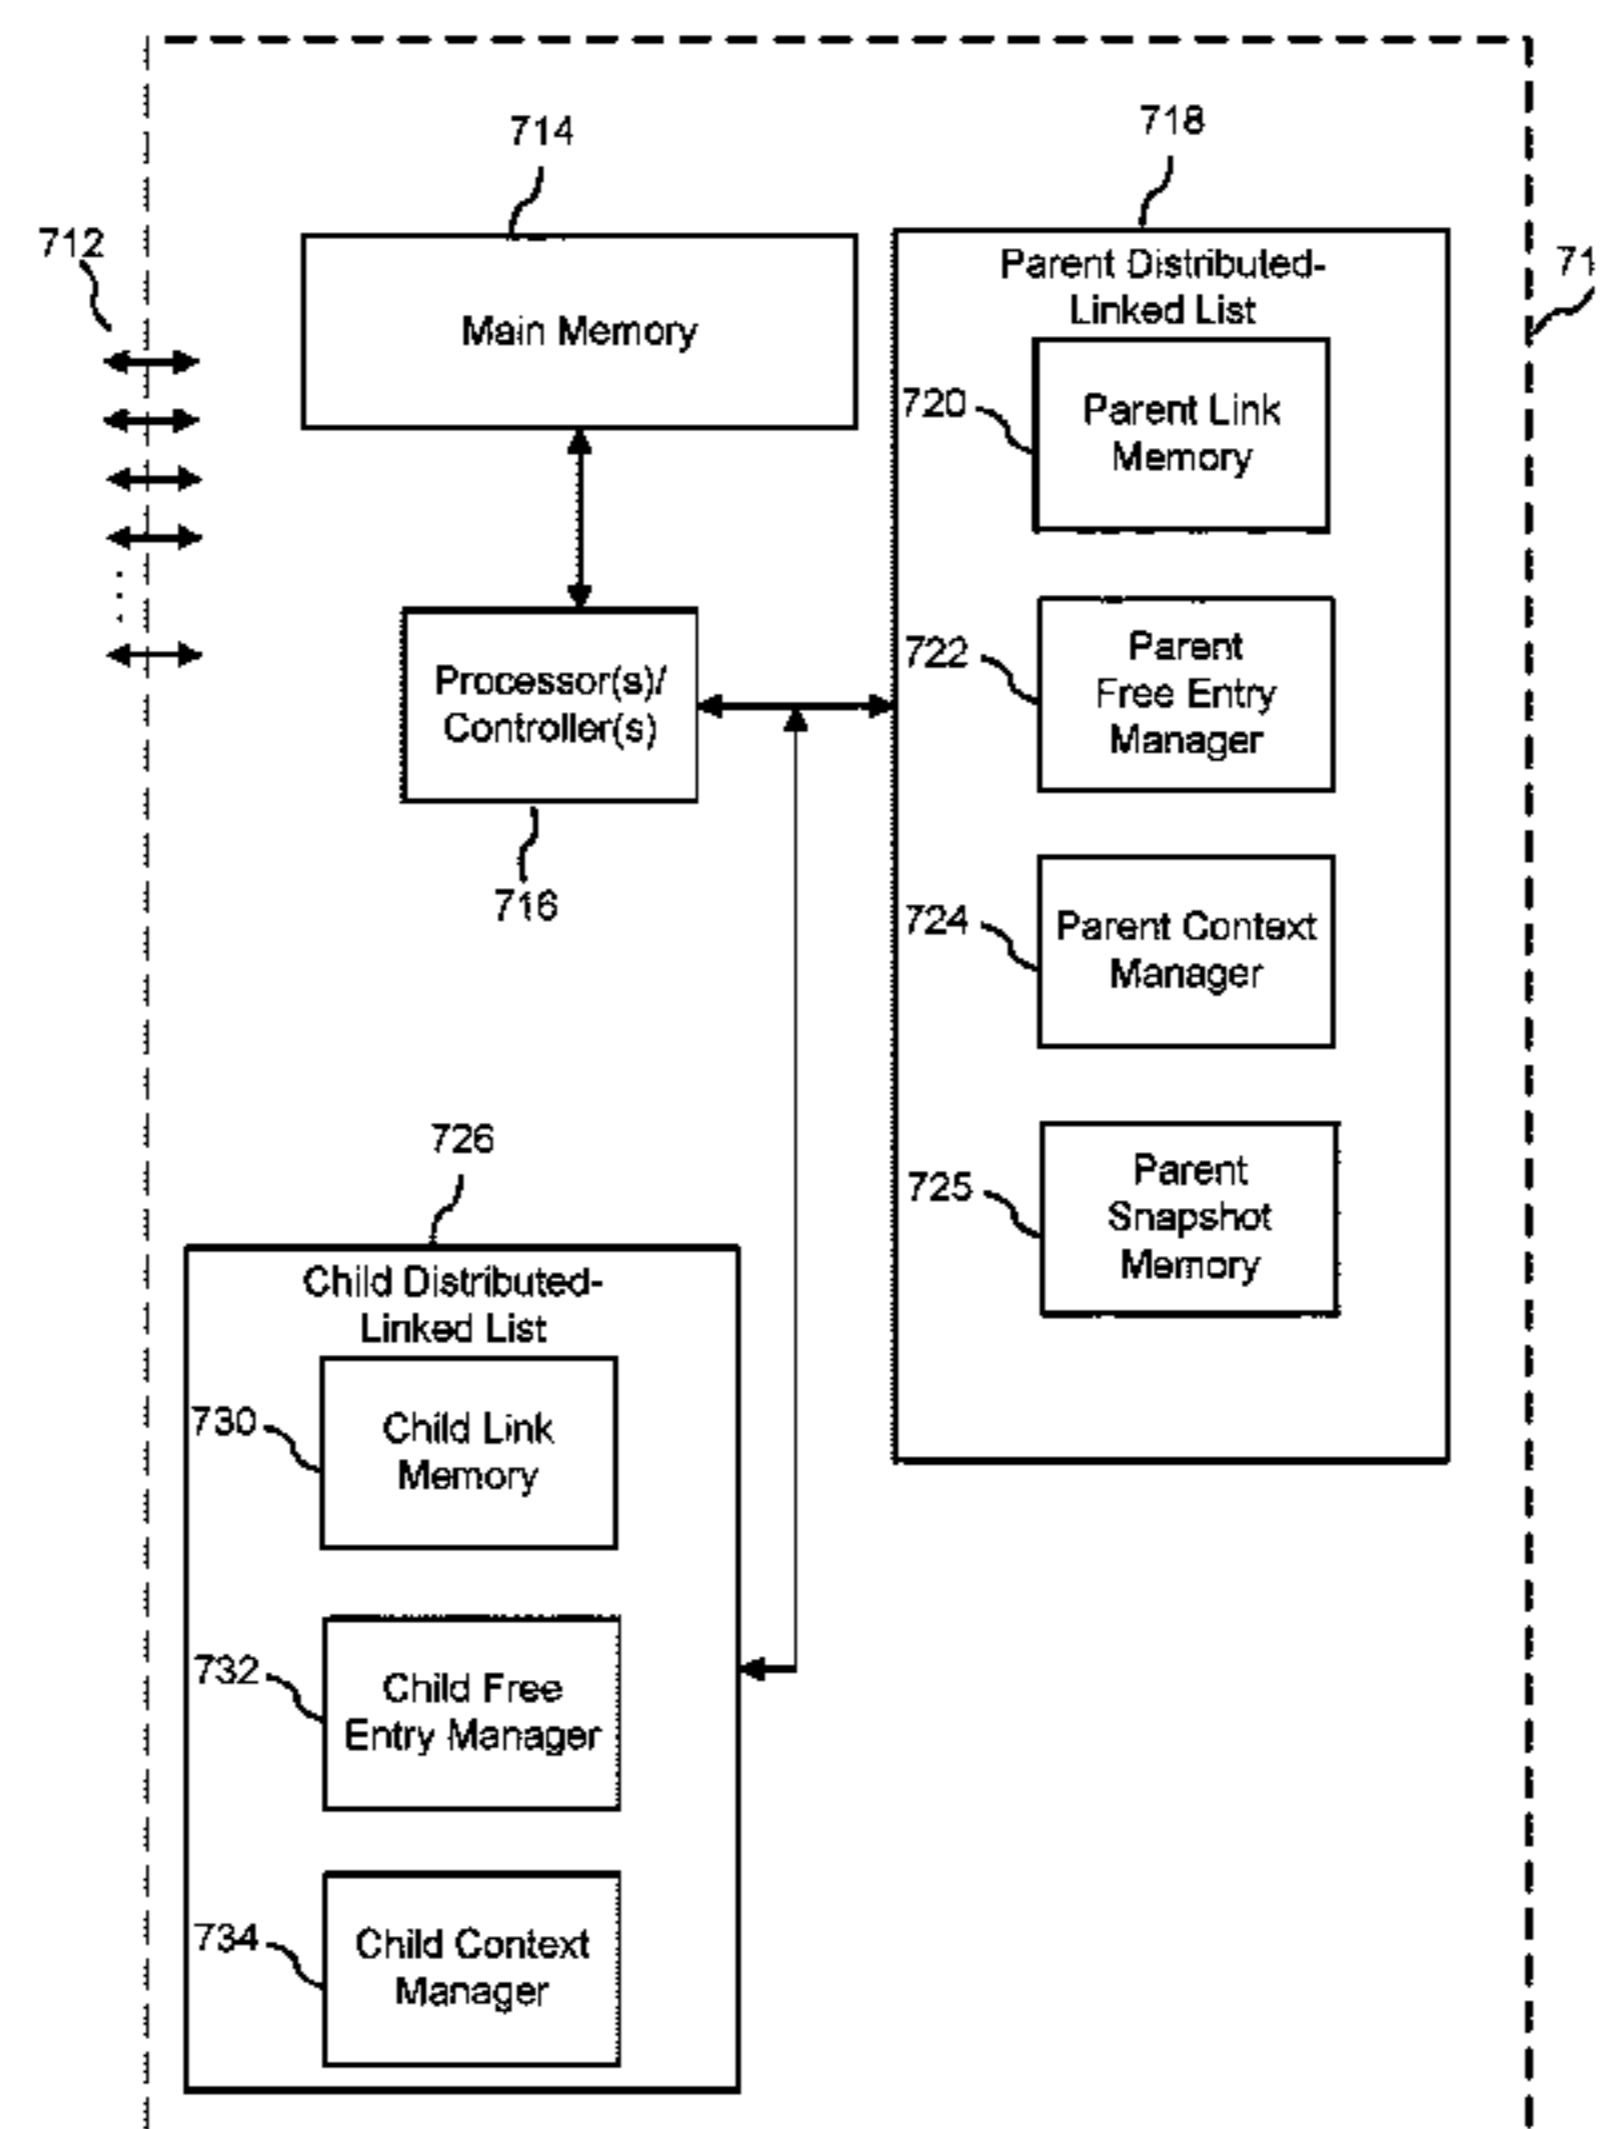 714
718
712
71
Main Memory
Parent Distributed-
Linked List
720
Parent Link
Memory
722
Parent
Free Entry
Manager
Processor(s)/
Controller(s)
716
724
Parent Context
Manager
725
Parent
Snapshot
Memory
726
Child Distributed-
Linked List
730
Child Link
Memory
732
Child Free
Entry Manager
734
Child Context
Manager